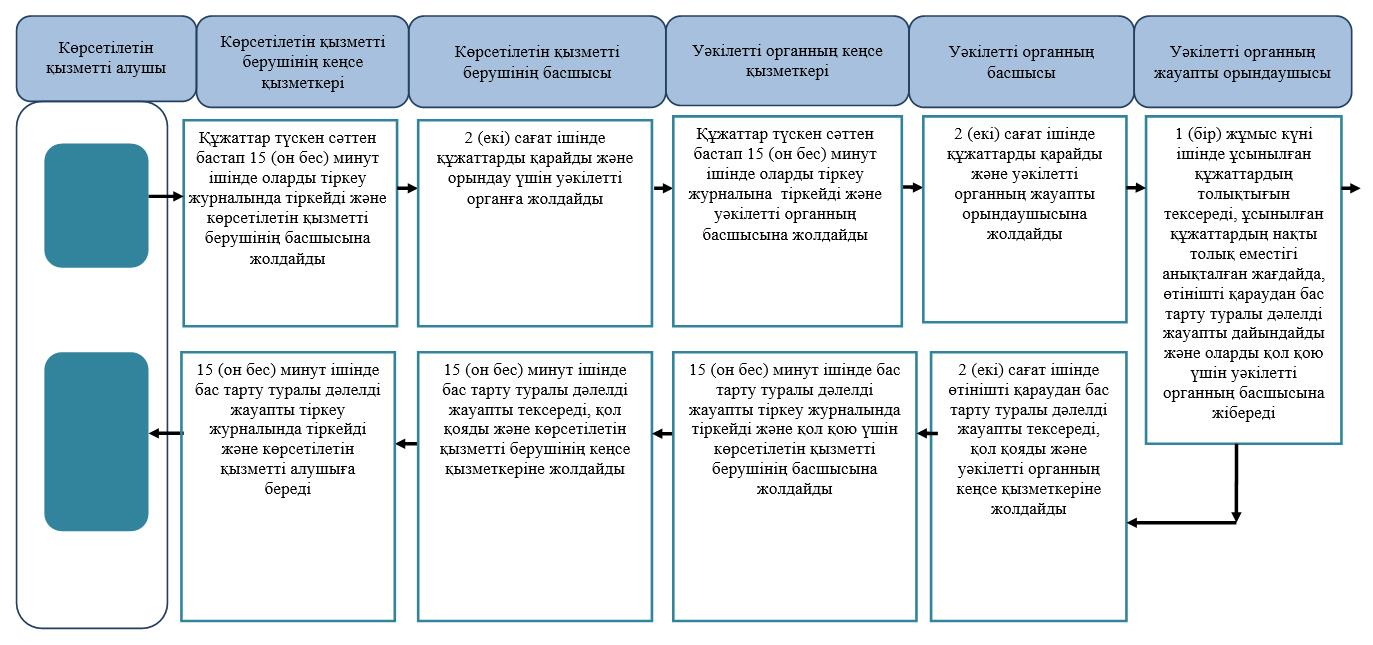 Көрсетілетін
қызметті алушы
Көрсетілетін қызметті
берушінің кеңсе
қызметкері
Көрсетілетін қызметті
берушінің басшысы
Уәкілетті органның кеңсе
қызметкері
Уәкілетті органның
басшысы
Уәкілетті органның
жауапты орындаушысы
Құжаттар түскен сәттен
бастап 15 (он бес) минут
ішінде оларды тіркеу
журналында тіркейді және
көрсетілетін қызметті
берушінің басшысына
жолдайды
2 (екі) сағат ішінде
құжаттарды қарайды және
орындау үшін уәкілетті
органға жолдайды
Құжаттар түскен сәттен
бастап 15 (он бес) минут
ішінде оларды тіркеу
журналына тіркейді және
уәкілетті органның
басшысына жолдайды
2 (екі) сағат ішінде
құжаттарды қарайды
және уәкілетті
органның жауапты
орындаушысына
жолдайды
1 (бір) жұмыс күні
ішінде ұсынылған
құжаттардың
толықтығын
тексереді, ұсынылған
құжаттардың нақты
толық еместігі
анықталған жағдайда,
өтінішті қараудан бас
тарту туралы дәлелді
жауапты дайындайды
және оларды қол қою
үшін уәкілетті
органның басшысына
жібереді
15 (он бес) минут ішінде
бас тарту туралы дәлелді
жауапты тіркеу
журналында тіркейді
және көрсетілетін
қызметті алушыға
береді
15 (он бес) минут ішінде
бас тарту туралы дәлелді
жауапты тексереді, қол
қояды және көрсетілетін
қызметті берушінің кеңсе
қызметкеріне жолдайды
15 (он бес) минут ішінде бас
тарту туралы дәлелді
жауапты тіркеу журналында
тіркейді және қол қою үшін
көрсетілетін қызметті
берушінің басшысына
жолдайды
2 (екі) сағат ішінде
өтінішті қараудан бас
тарту туралы дәлелді
жауапты тексереді,
қол қояды және
уәкілетті органның
кеңсе қызметкеріне
жолдайды